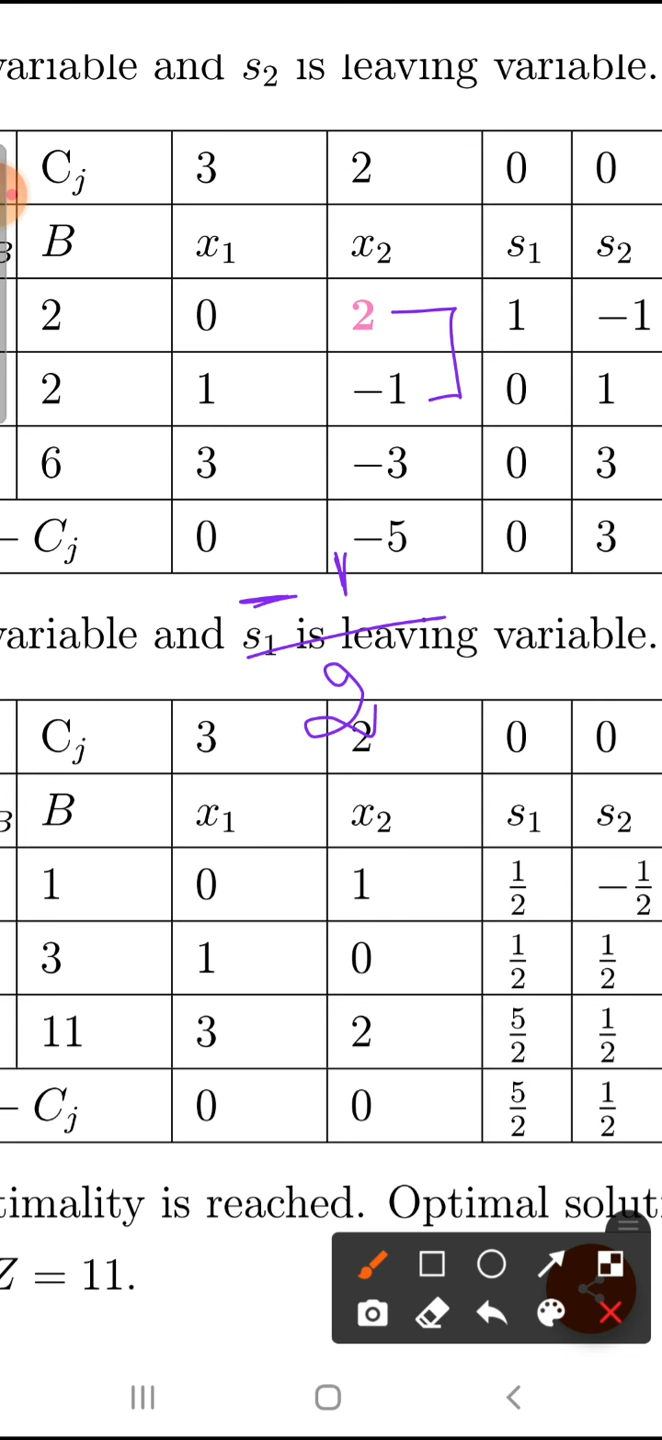 variable and s₂ is leaving variable.
C_j 3 2 0 0
B x₁ x₂ s₁ s₂
2 0 2 1 −1
2 1 −1 0 1
6 3 −3 0 3
− C_j 0 −5 0 3
variable and s₁ is leaving variable.
C_j 3 2 0 0
B x₁ x₂ s₁ s₂
1 0 1 1/2 −1/2
3 1 0 1/2 1/2
11 3 2 5/2 1/2
− C_j 0 0 5/2 1/2
timality is reached. Optimal solut
Z = 11.